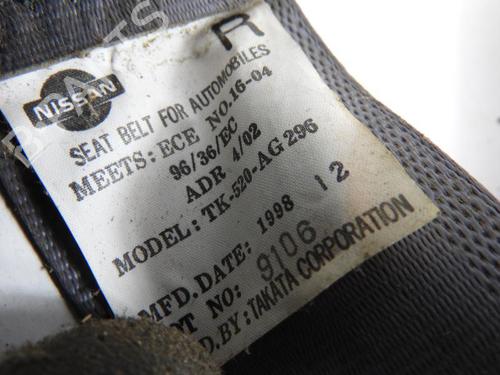 R
NISSAN
SEAT BELT FOR AUTOMOBILES
MEETS: ECE NO.16-04
96/36/EC
ADR 4/02
MODEL: TK-520-AG296
MFD. DATE: 1998 12
OT NO: 9106
D.BY: TAKATA CORPORATION